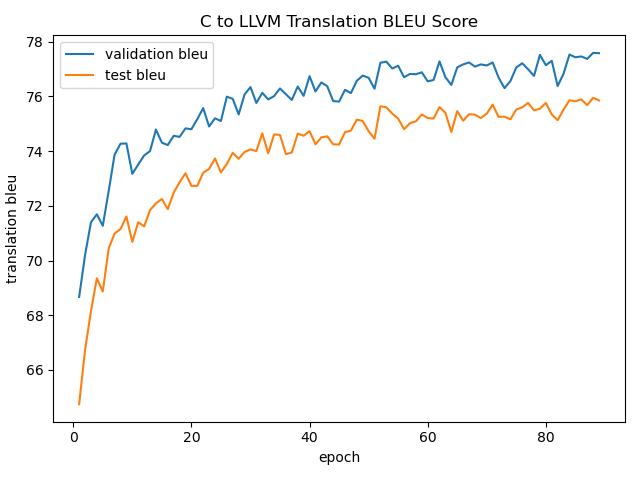 C to LLVM Translation BLEU Score
validation bleu
test bleu
translation bleu
78
76
74
72
70
68
66
0
20
40
60
80
epoch